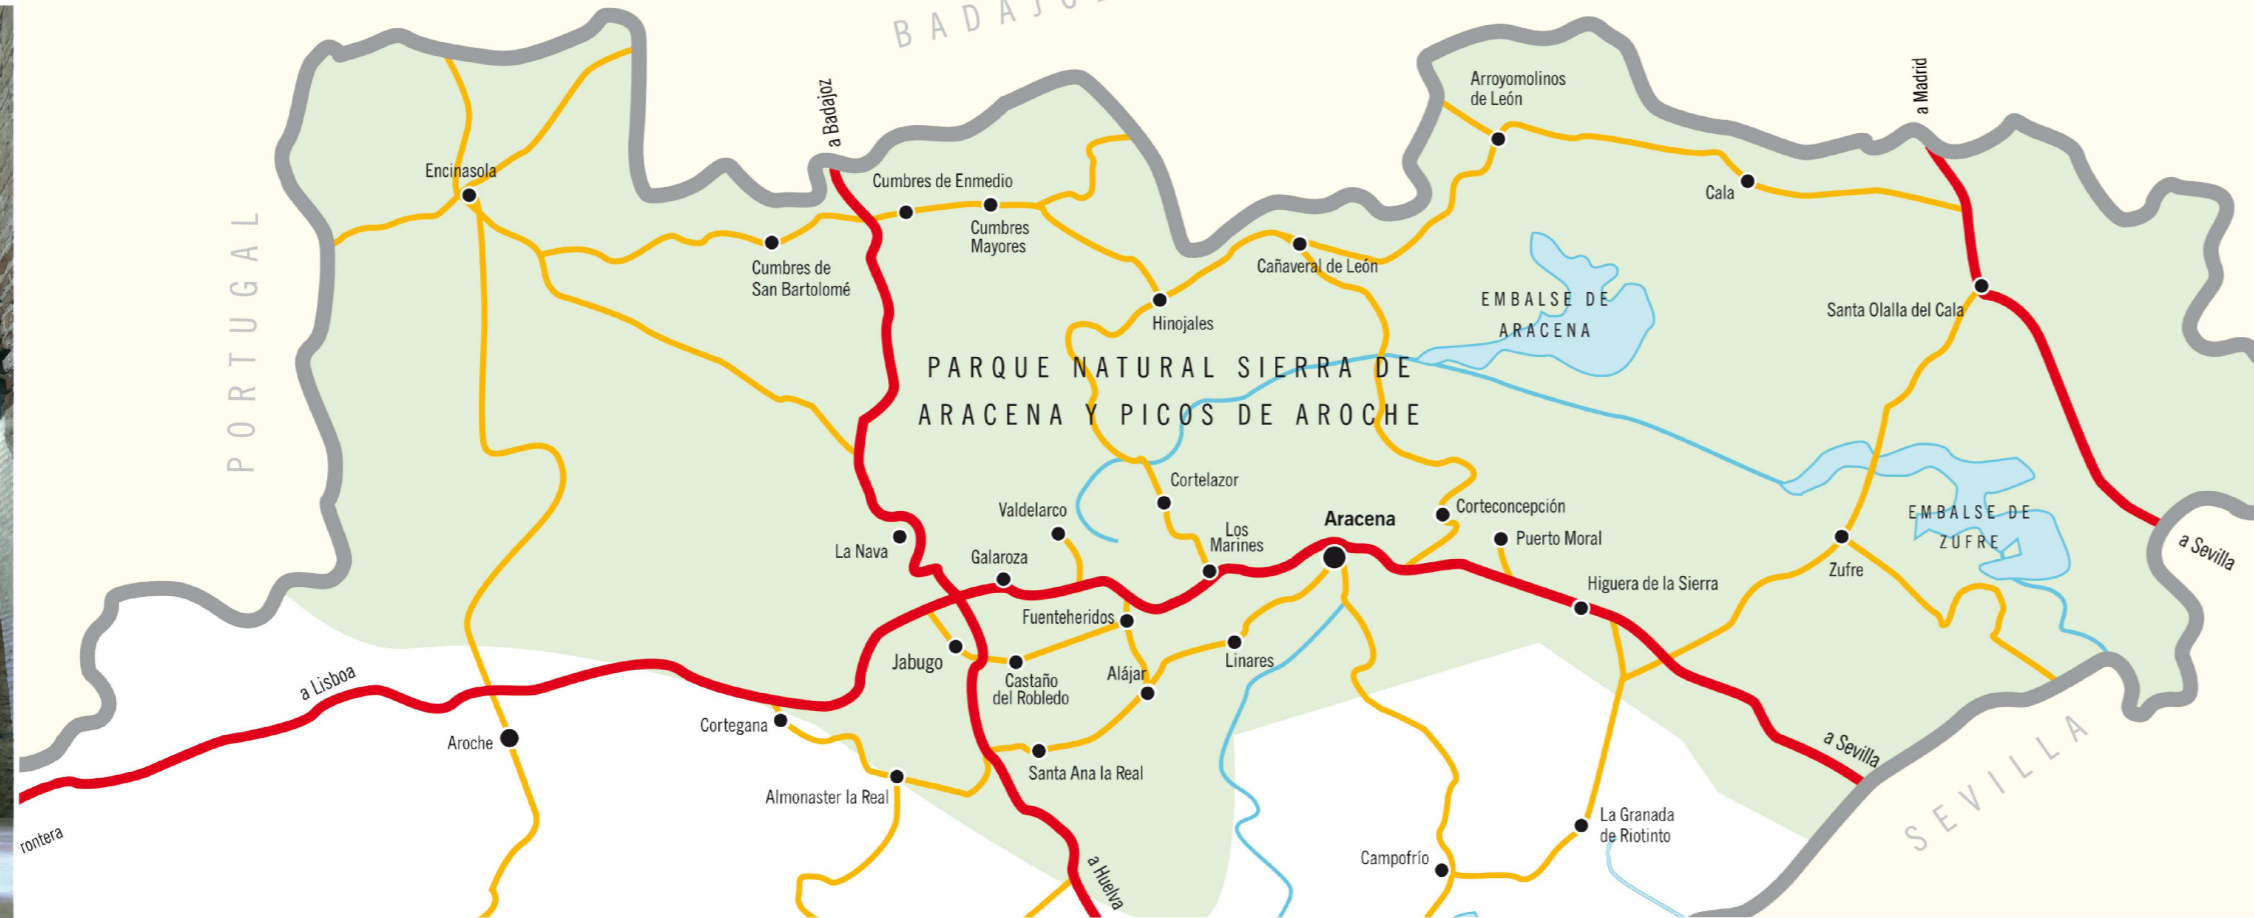 BADAJOZ
a Badajoz
a Madrid
Arroyomolinos
de León
Encinasola
Cumbres de Enmedio
Cala
PORTUGAL
Cumbres
Mayores
Cumbres de
San Bartolomé
Cañaveral de León
EMBALSE DE
ARACENA
Santa Olalla del Cala
Hinojales
PARQUE NATURAL SIERRA DE
ARACENA Y PICOS DE AROCHE
Cortelazor
Valdelarco
Corteconcepción
Aracena
EMBALSE DE
ZUFRE
Los
Marines
Puerto Moral
La Nava
a Sevilla
Galaroza
Zufre
Higuera de la Sierra
Fuenteheridos
Jabugo
Linares
Alájar
Castaño
del Robledo
a Lisboa
Cortegana
Aroche
a Sevilla
SEVILLA
Santa Ana la Real
Almonaster la Real
La Granada
de Riotinto
rontera
Campofrío
a Huelva